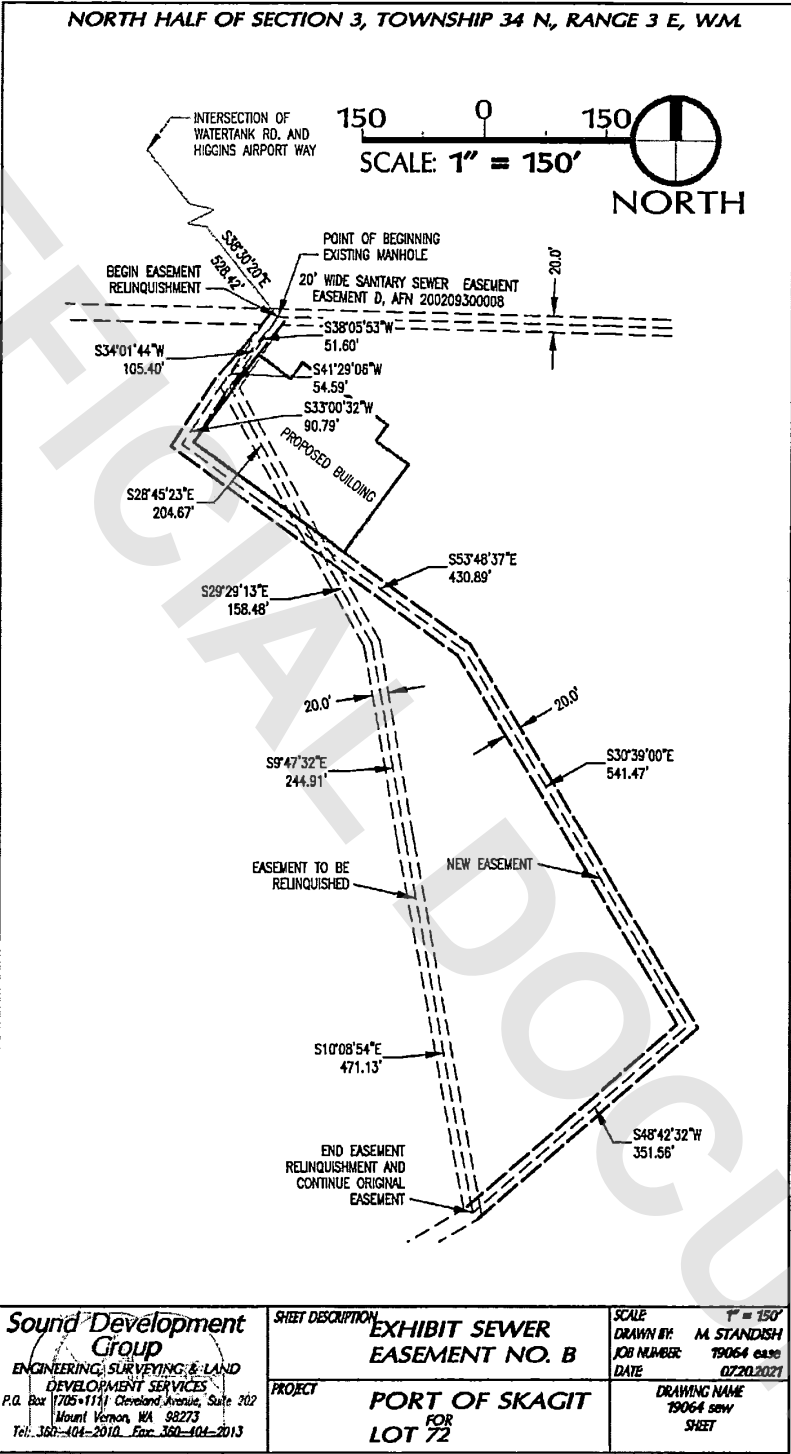 NORTH HALF OF SECTION 3, TOWNSHIP 34 N., RANGE 3 E, W.M.
INTERSECTION OF
WATERTANK RD. AND
HIGGINS AIRPORT WAY
150 0 150
SCALE: 1" = 150'
NORTH
S38°30'20"E
528.42'
POINT OF BEGINNING
EXISTING MANHOLE
BEGIN EASEMENT
RELINQUISHMENT
20' WIDE SANITARY SEWER EASEMENT
EASEMENT D, AFN 200209300008
20.0'
S38°05'53"W
51.60'
S34°01'44"W
105.40'
S41°29'06"W
54.59'
S33°00'32"W
90.79'
PROPOSED BUILDING
S28°45'23"E
204.67'
S53°48'37"E
430.89'
S29°29'13"E
158.48'
20.0'
20.0'
S9°47'32"E
244.91'
S30°39'00"E
541.47'
EASEMENT TO BE
RELINQUISHED
NEW EASEMENT
S10°08'54"E
471.13'
S48°42'32"W
351.56'
END EASEMENT
RELINQUISHMENT AND
CONTINUE ORIGINAL
EASEMENT
Sound Development
Group
ENGINEERING, SURVEYING & LAND
DEVELOPMENT SERVICES
P.O. Box 1705•1111 Cleveland Avenue, Suite 202
Mount Vernon, WA 98273
Tel: 360-404-2010 Fax: 360-404-2013
SHEET DESCRIPTION
EXHIBIT SEWER
EASEMENT NO. B
PROJECT
PORT OF SKAGIT
FOR
LOT 72
SCALE 1" = 150'
DRAWN BY: M. STANDISH
JOB NUMBER: 19064 ease
DATE 07.20.2021
DRAWING NAME
19064 sew
SHEET
FICIAL DOCU